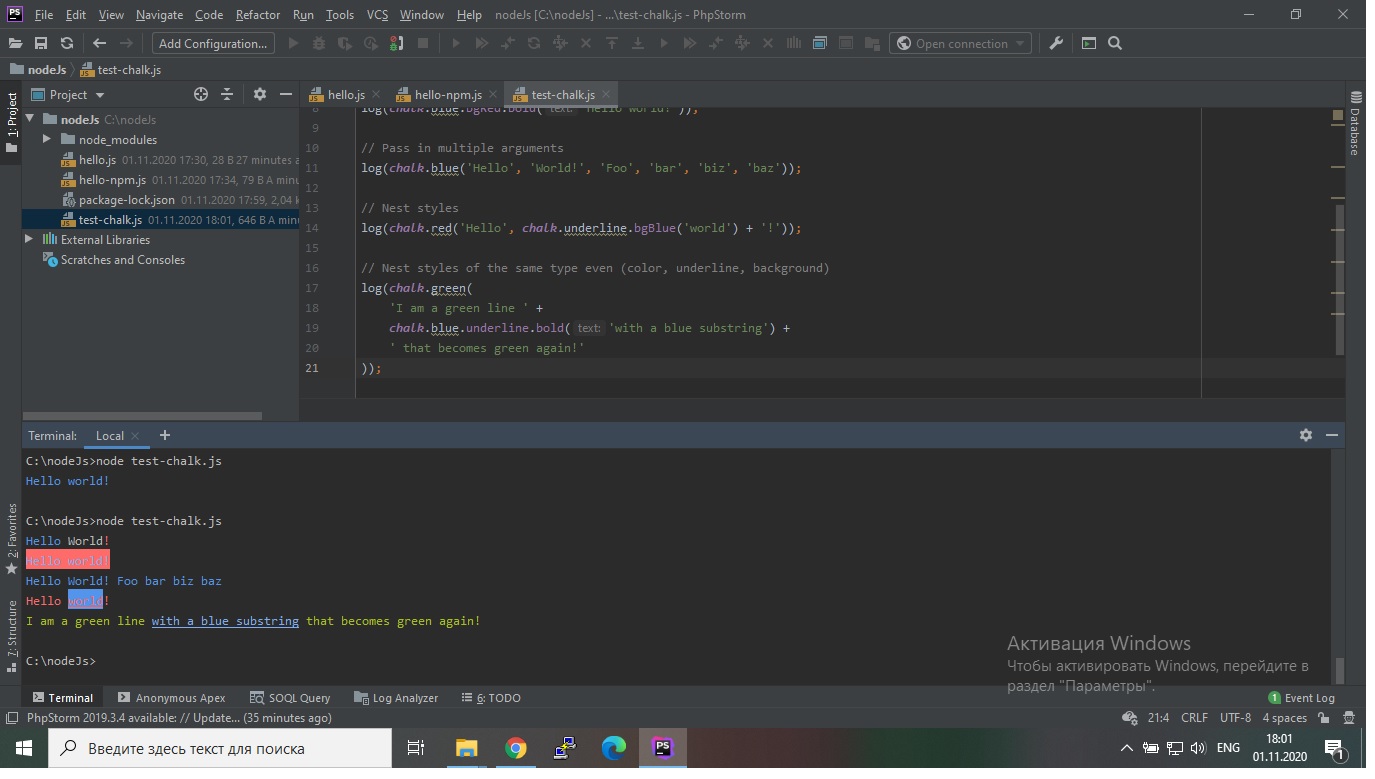 PS File Edit View Navigate Code Refactor Run Tools VCS Window Help nodeJs [C:\nodeJs] - ...\test-chalk.js - PhpStorm
Add Configuration... Open connection
nodeJs test-chalk.js
1: Project
Project
nodeJs C:\nodeJs
node_modules
hello.js 01.11.2020 17:30, 28 B 27 minutes a
hello-npm.js 01.11.2020 17:34, 79 B A minu
package-lock.json 01.11.2020 17:59, 2,04 k
test-chalk.js 01.11.2020 18:01, 646 B A minu
External Libraries
Scratches and Consoles
hello.js hello-npm.js test-chalk.js
8 log(chalk.blue.bgRed.bold( text: 'Hello world!'));
9
10 // Pass in multiple arguments
11 log(chalk.blue('Hello', 'World!', 'Foo', 'bar', 'biz', 'baz'));
12
13 // Nest styles
14 log(chalk.red('Hello', chalk.underline.bgBlue('world') + '!'));
15
16 // Nest styles of the same type even (color, underline, background)
17 log(chalk.green(
18 'I am a green line ' +
19 chalk.blue.underline.bold( text: 'with a blue substring') +
20 ' that becomes green again!'
21 ));
Database
Terminal: Local +
C:\nodeJs>node test-chalk.js
Hello world!
C:\nodeJs>node test-chalk.js
Hello World!
Hello world!
Hello World! Foo bar biz baz
Hello world!
I am a green line with a blue substring that becomes green again!
C:\nodeJs>
2: Favorites
7: Structure
Активация Windows
Чтобы активировать Windows, перейдите в
раздел "Параметры".
Terminal Anonymous Apex SOQL Query Log Analyzer 6: TODO 1 Event Log
PhpStorm 2019.3.4 available: // Update... (35 minutes ago) 21:4 CRLF UTF-8 4 spaces
Введите здесь текст для поиска PS ENG 18:01
01.11.2020 1